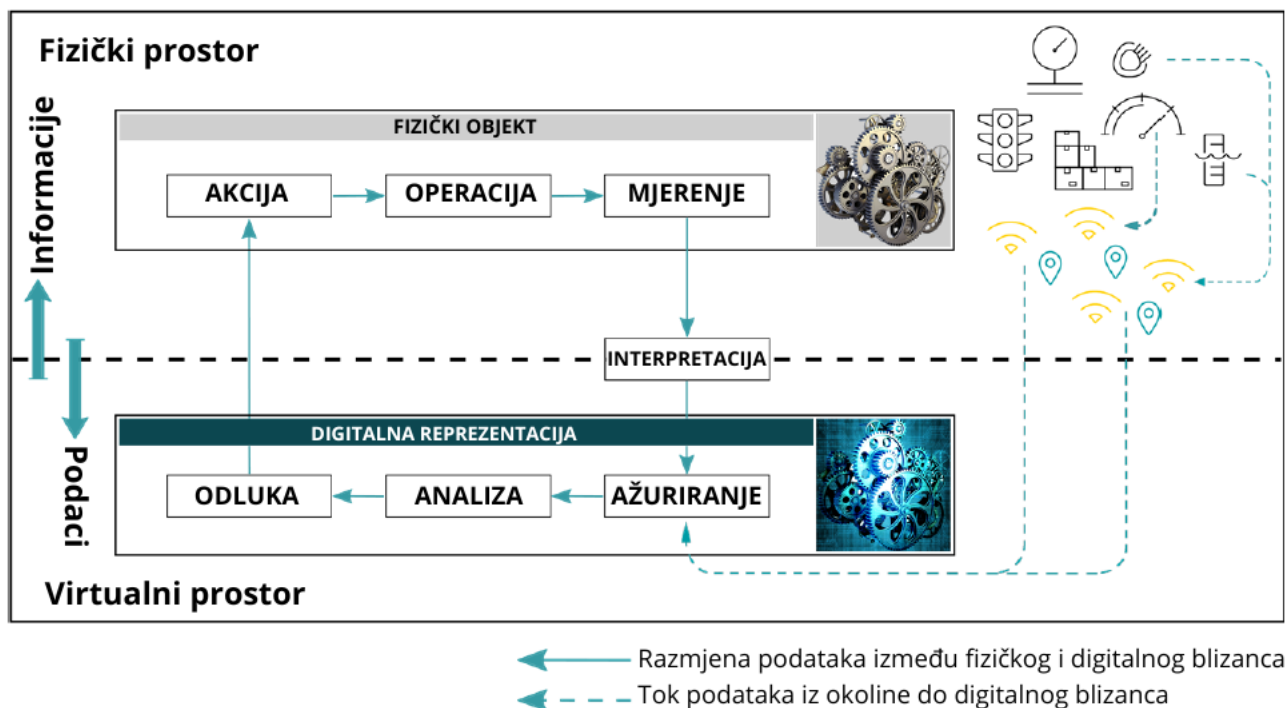 Fizički prostor
Informacije
FIZIČKI OBJEKT
AKCIJA
OPERACIJA
MJERENJE
INTERPRETACIJA
Podaci
DIGITALNA REPREZENTACIJA
ODLUKA
ANALIZA
AŽURIRANJE
Virtualni prostor
Razmjena podataka između fizičkog i digitalnog blizanca
Tok podataka iz okoline do digitalnog blizanca